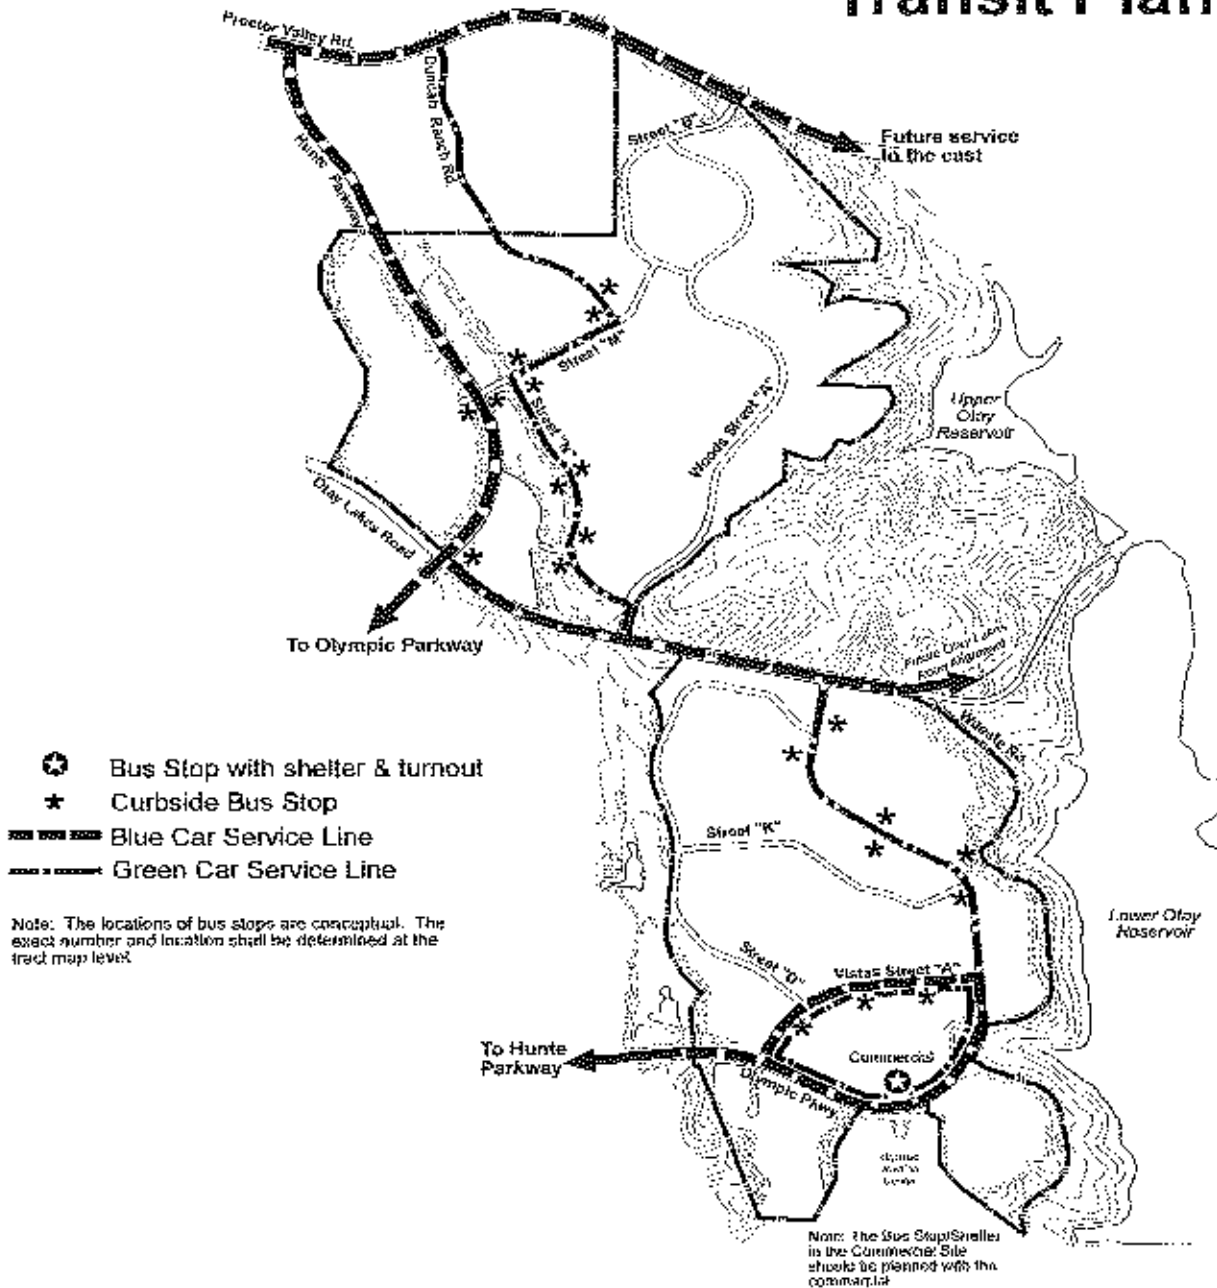 Transit Plan
Proctor Valley Rd.
Duncan Ranch Rd.
Hunte Parkway
Street "B"
Future service
to the east
Street "M"
Street "N"
Woods Street "A"
Upper
Otay
Reservoir
Otay Lakes Road
To Olympic Parkway
Future Otay Lakes
Road Alignment
Wueste Rd.
Bus Stop with shelter & turnout
Curbside Bus Stop
Blue Car Service Line
Green Car Service Line
Note: The locations of bus stops are conceptual. The
exact number and location shall be determined at the
tract map level.
Street "K"
Lower Otay
Reservoir
Street "D"
Vistas Street "A"
To Hunte
Parkway
Commercial
Olympic Pkwy.
Note: The Bus Stop/Shelter
in the Commercial Site
should be planned with the
commercial